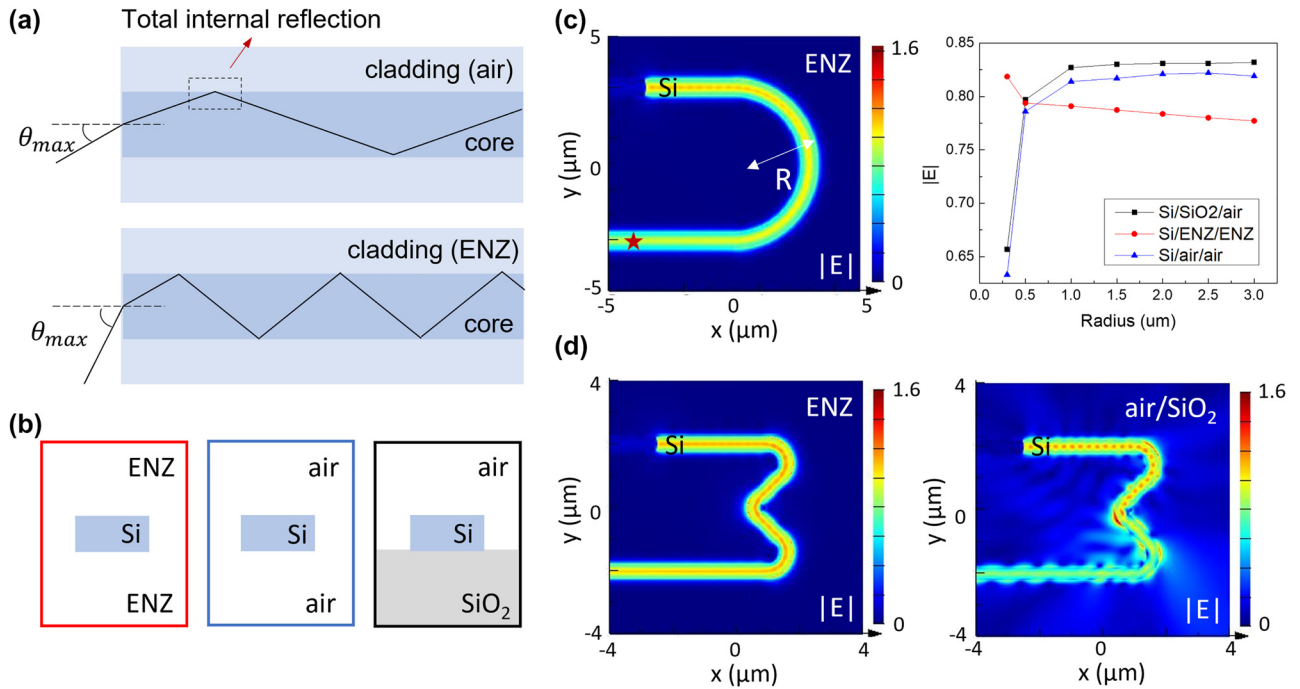 (a)
Total internal reflection
cladding (air)
θmax
core
cladding (ENZ)
θmax
core
(b)
ENZ
Si
ENZ
air
Si
air
air
Si
SiO2
(c)
5
ENZ
1.6
Si
y (μm)
0
R
|E|
0
-5
-5
0
5
x (μm)
0.85
0.80
0.75
0.70
0.65
|E|
Si/SiO2/air
Si/ENZ/ENZ
Si/air/air
0.0 0.5 1.0 1.5 2.0 2.5 3.0
Radius (um)
(d)
4
ENZ
1.6
Si
y (μm)
0
|E|
0
-4
-4 0 4
x (μm)
4
air/SiO2
1.6
Si
y (μm)
0
|E|
0
-4
-4 0 4
x (μm)